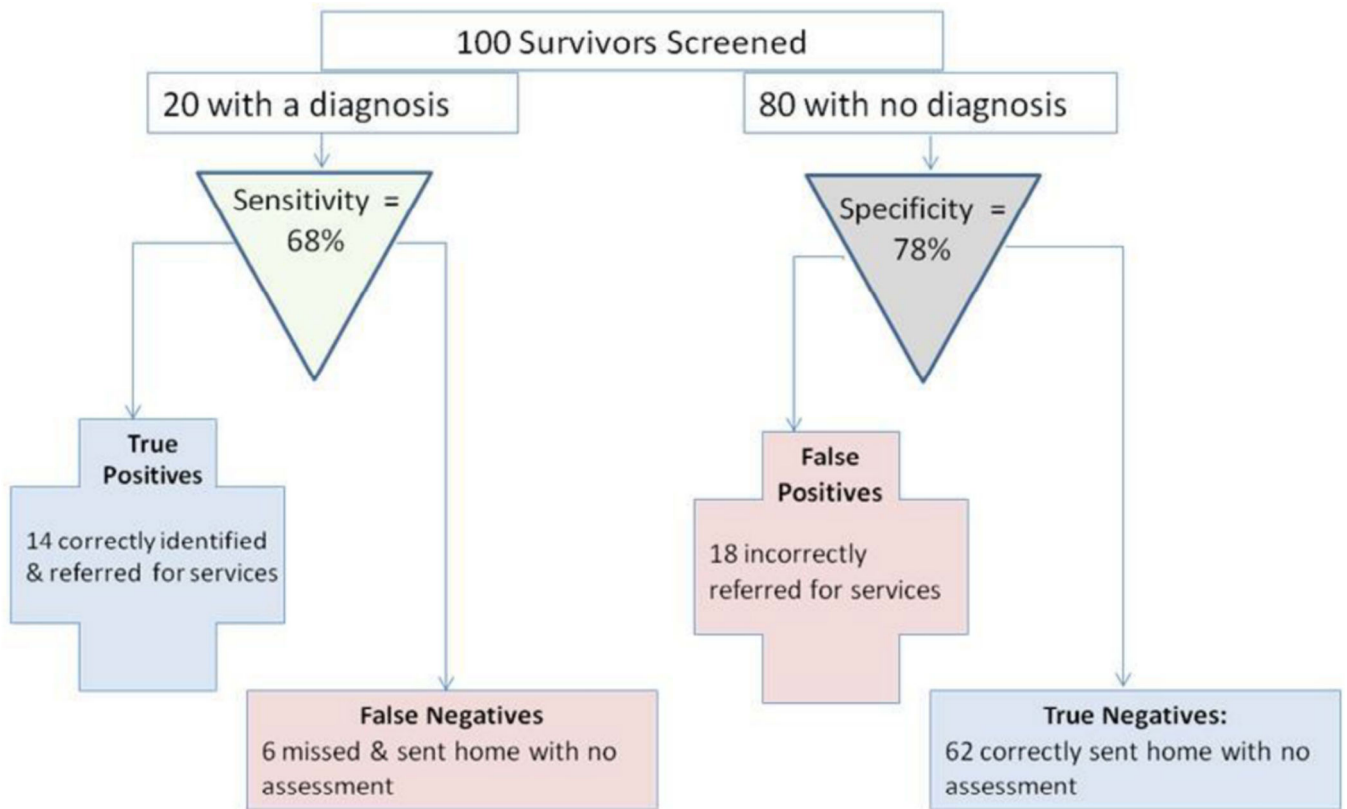 100 Survivors Screened
20 with a diagnosis
80 with no diagnosis
Sensitivity =
68%
Specificity =
78%
True
Positives
14 correctly identified
& referred for services
False
Positives
18 incorrectly
referred for services
False Negatives
6 missed & sent home with no
assessment
True Negatives:
62 correctly sent home with no
assessment